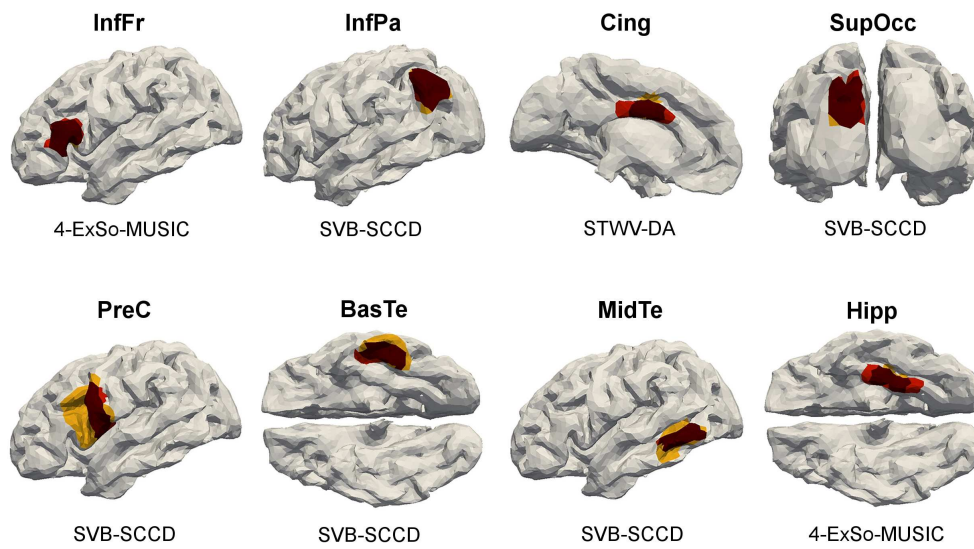 InfFr InfPa Cing SupOcc
4-ExSo-MUSIC SVB-SCCD STWV-DA SVB-SCCD
PreC BasTe MidTe Hipp
SVB-SCCD SVB-SCCD SVB-SCCD 4-ExSo-MUSIC